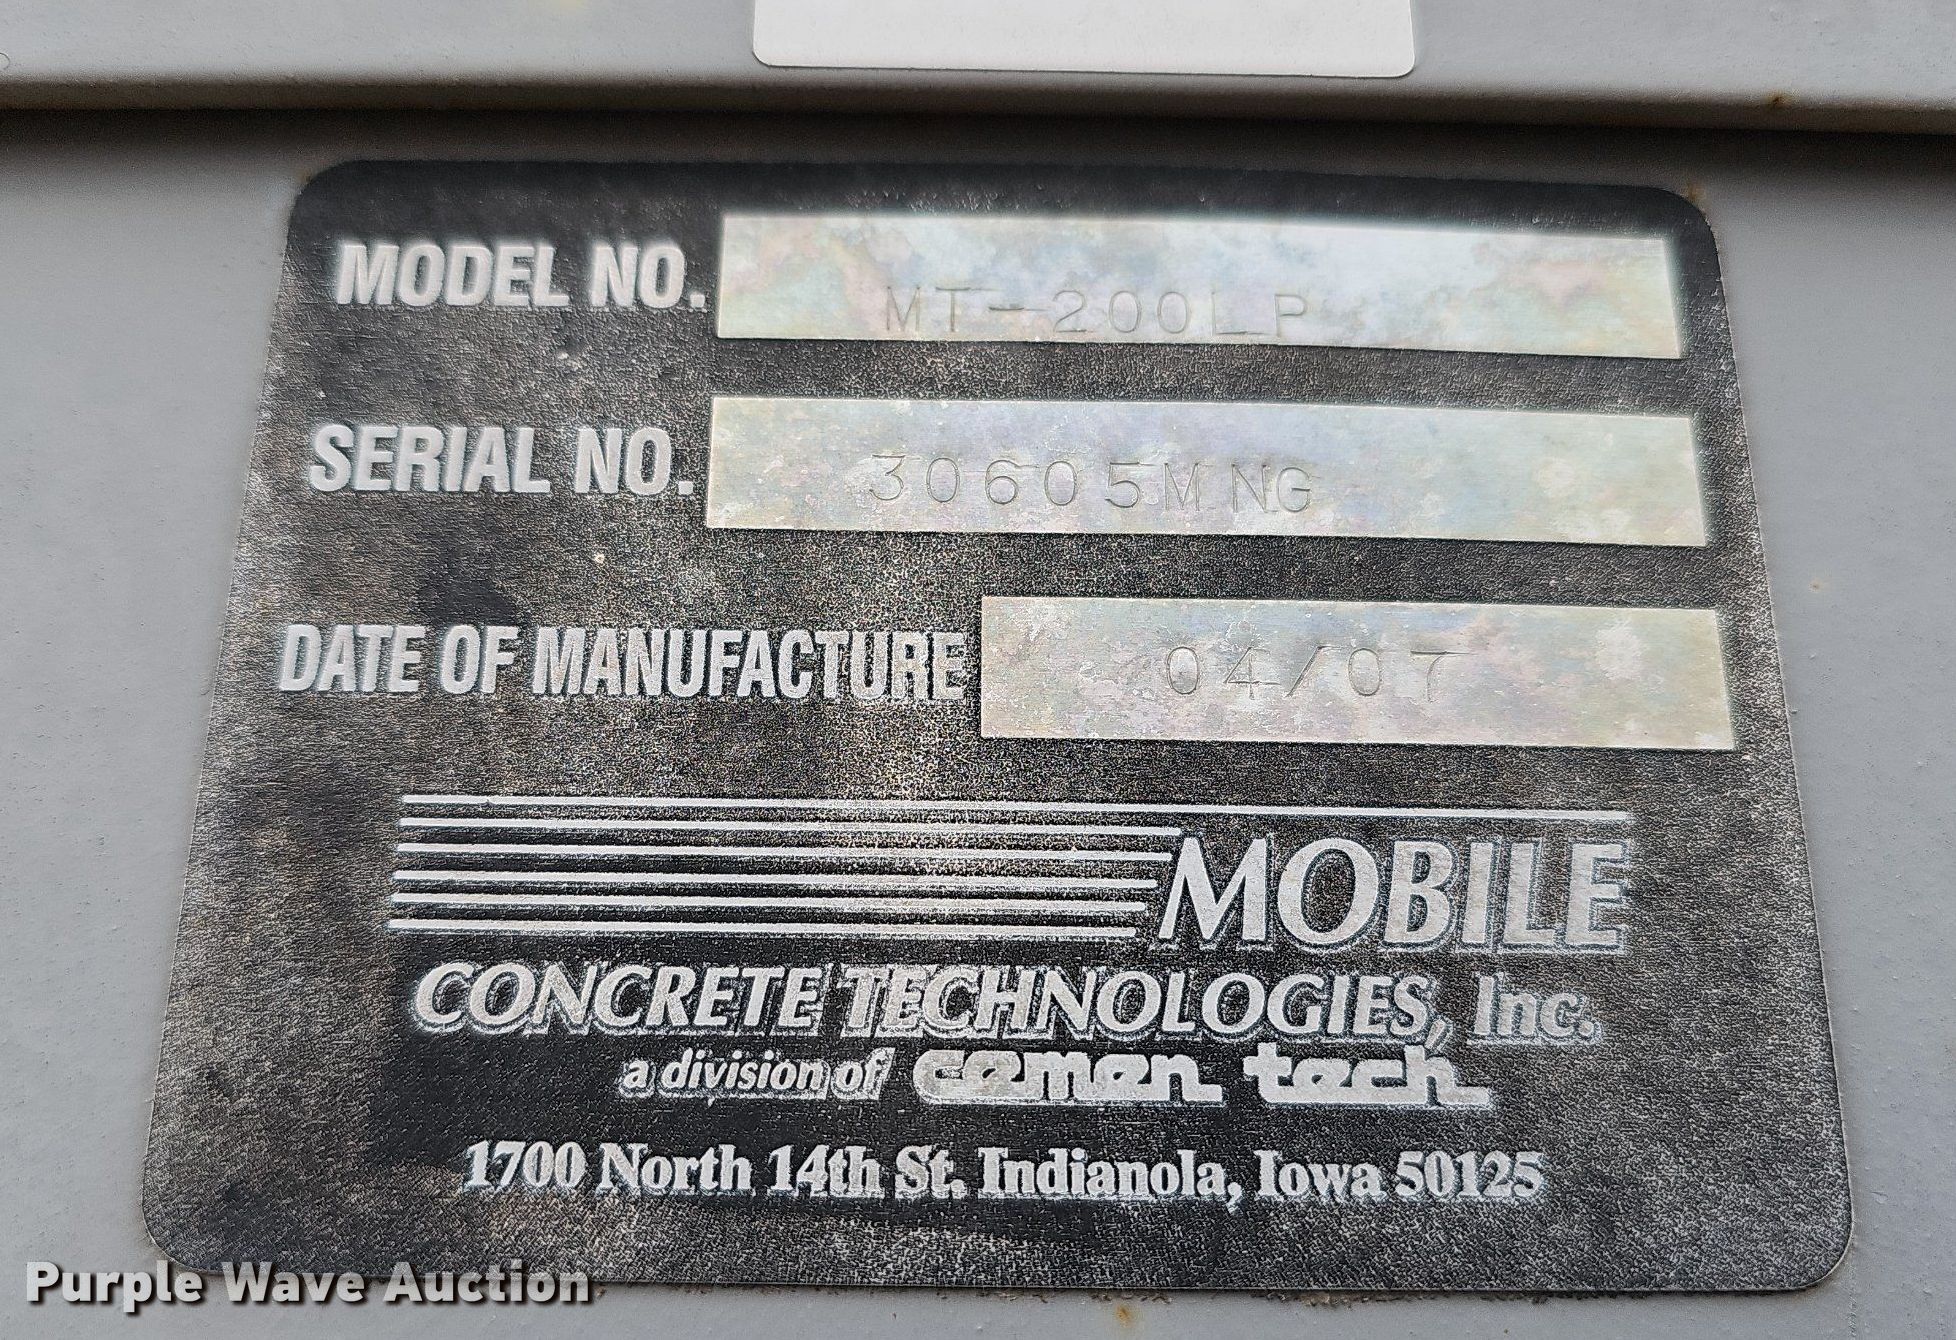 MODEL NO. MT-200LP
SERIAL NO. 30605MNG
DATE OF MANUFACTURE 04/07
MOBILE
CONCRETE TECHNOLOGIES, Inc.
a division of cemen tech
1700 North 14th St. Indianola, Iowa 50125
Purple Wave Auction